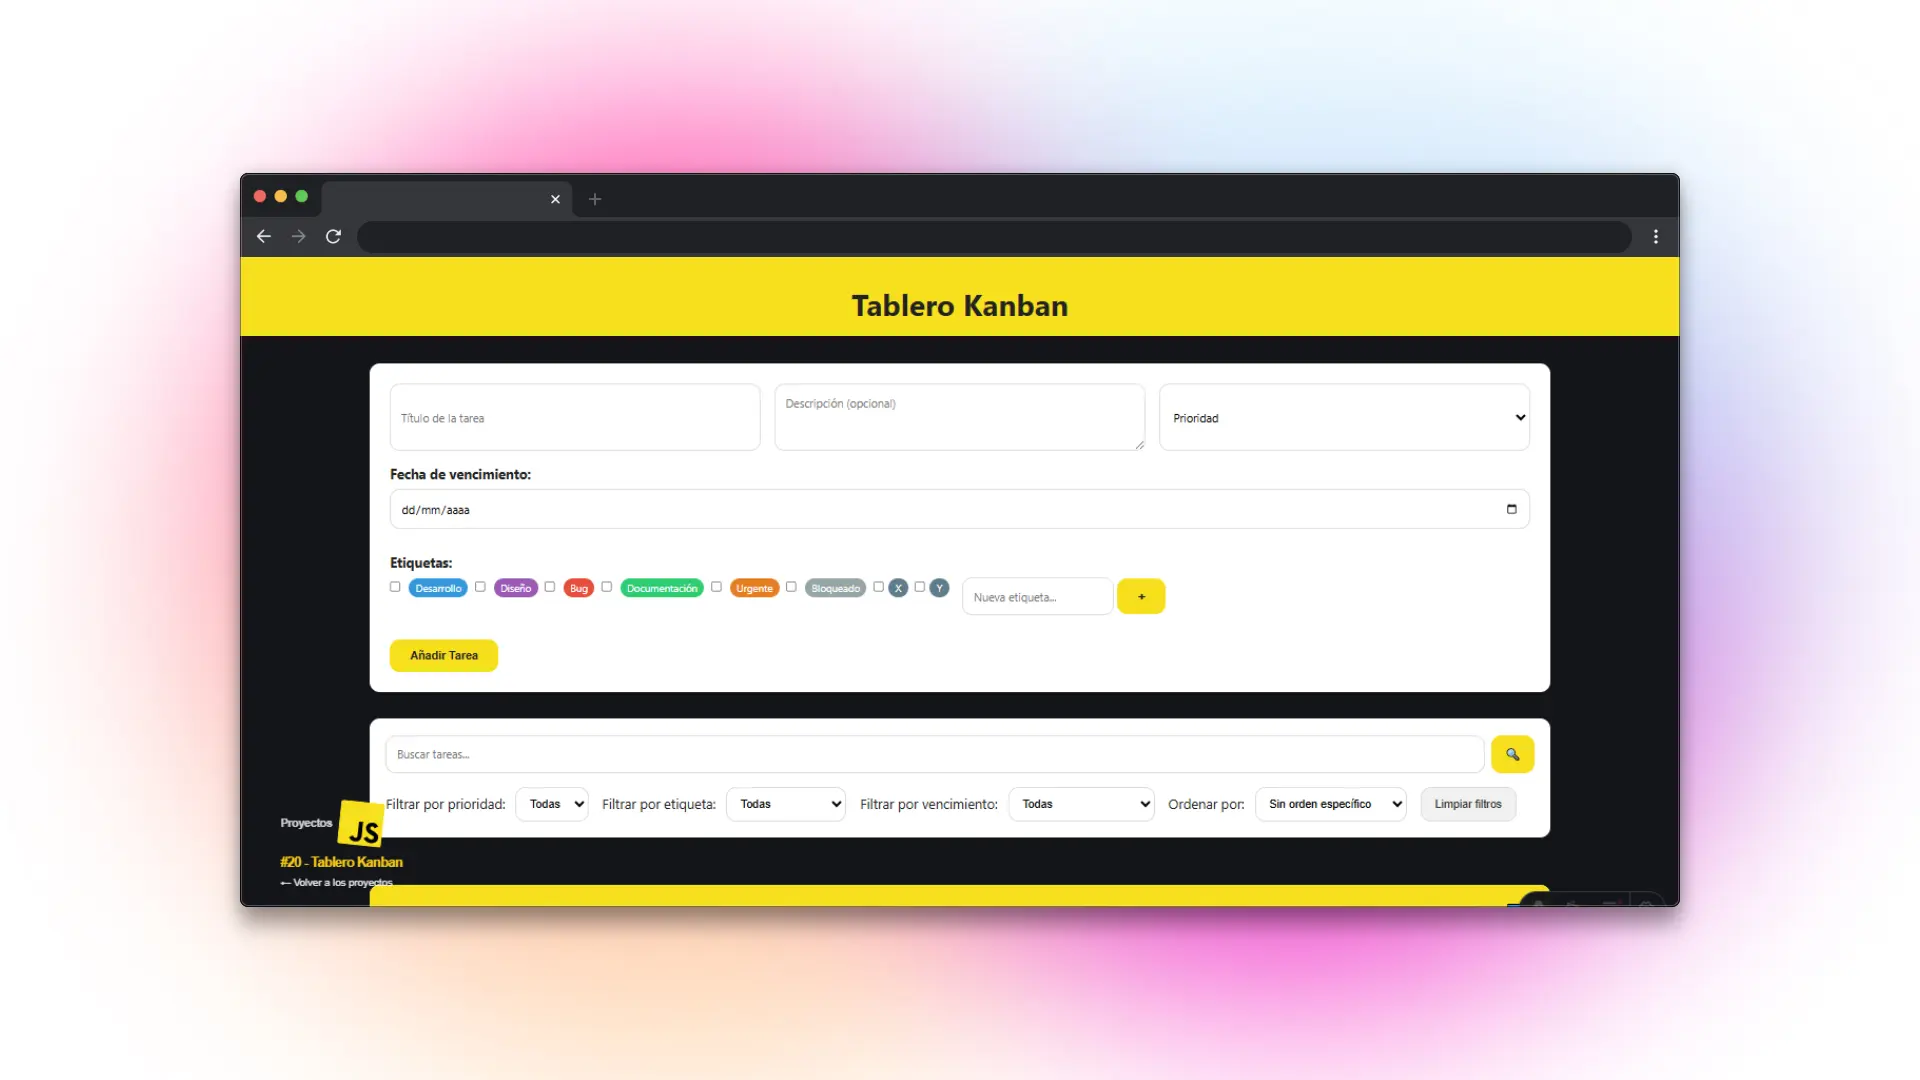 Tablero Kanban
Título de la tarea
Descripción (opcional)
Prioridad
Fecha de vencimiento:
dd/mm/aaaa
Etiquetas:
Desarrollo Diseño Bug Documentación Urgente Bloqueado X Y Nueva etiqueta... +
Añadir Tarea
Buscar tareas...
Filtrar por prioridad: Todas Filtrar por etiqueta: Todas Filtrar por vencimiento: Todas Ordenar por: Sin orden específico Limpiar filtros
Proyectos JS
#20 - Tablero Kanban
← Volver a los proyectos